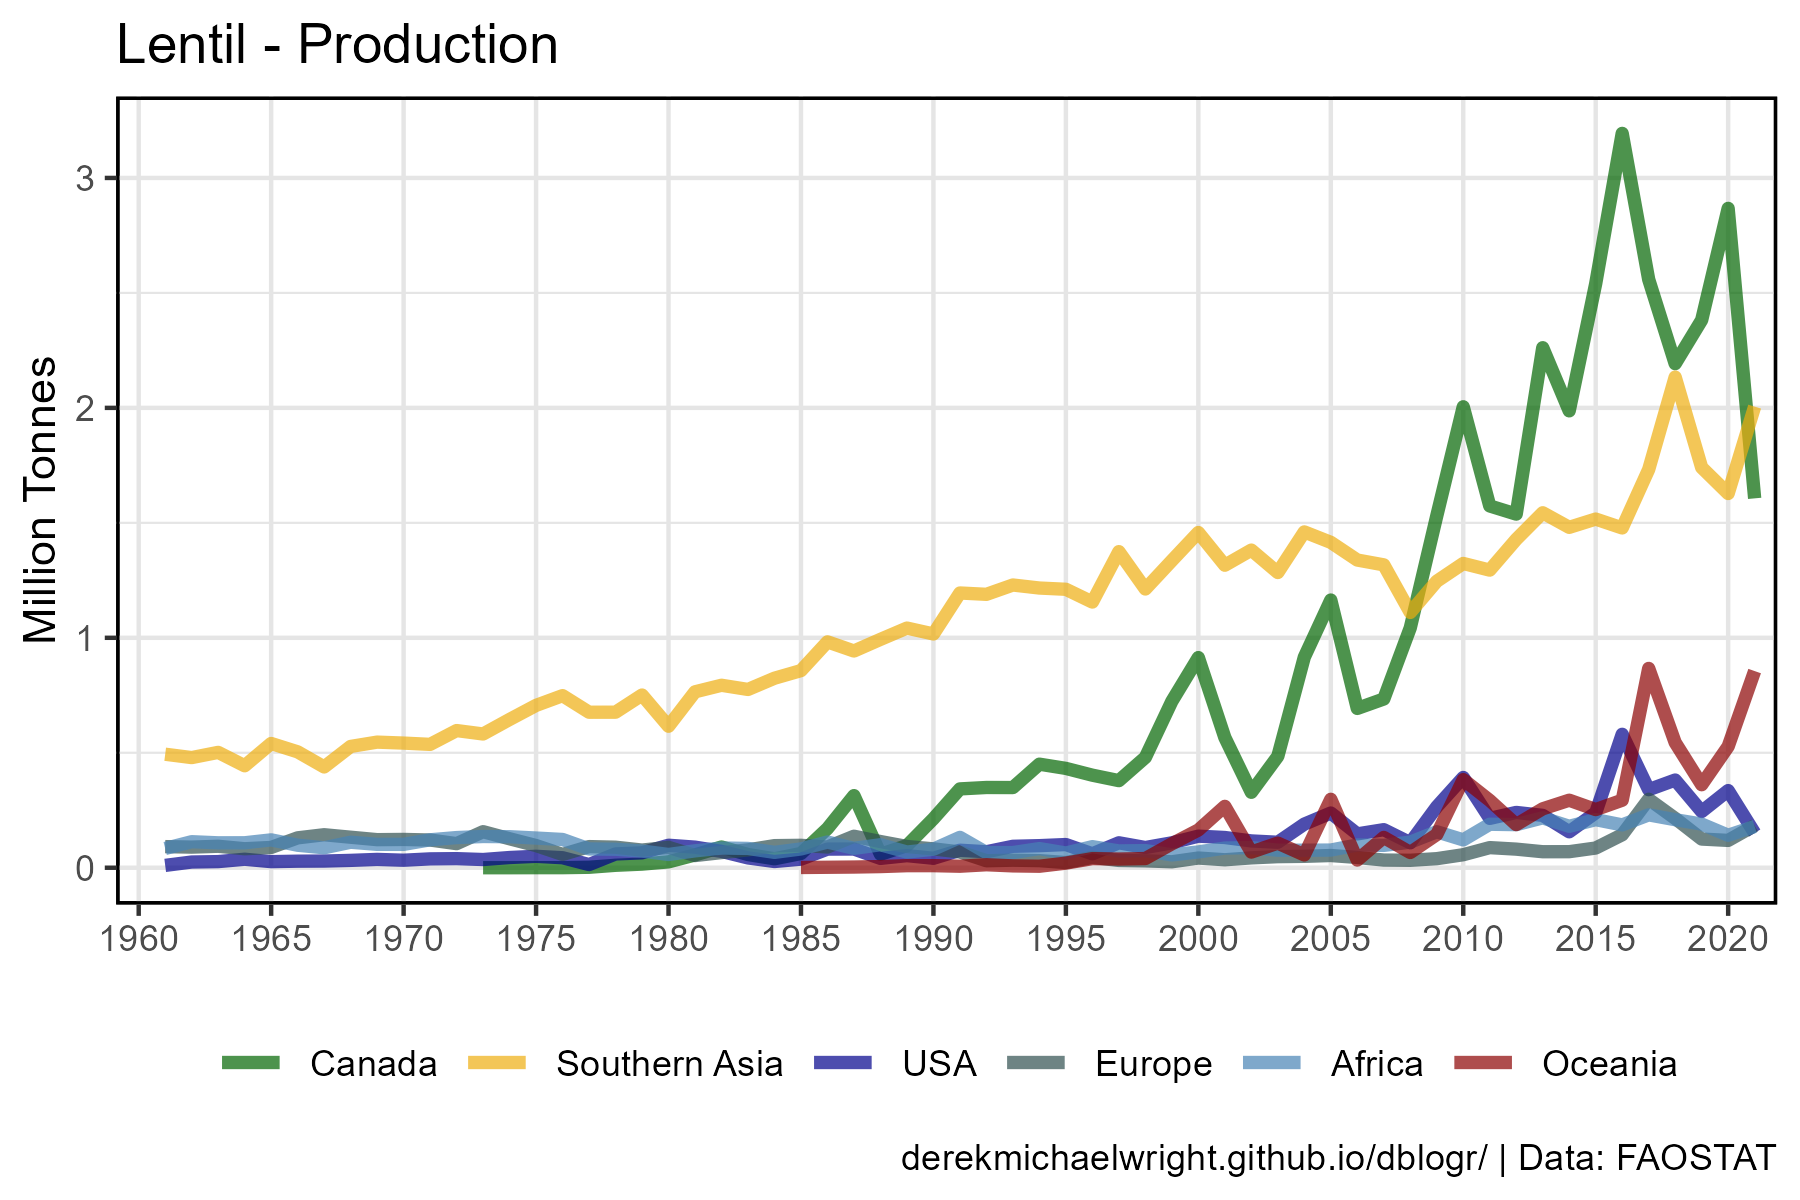 Lentil - Production
Million Tonnes
3
2
1
0
1960 1965 1970 1975 1980 1985 1990 1995 2000 2005 2010 2015 2020
Canada Southern Asia USA Europe Africa Oceania
derekmichaelwright.github.io/dblogr/ | Data: FAOSTAT